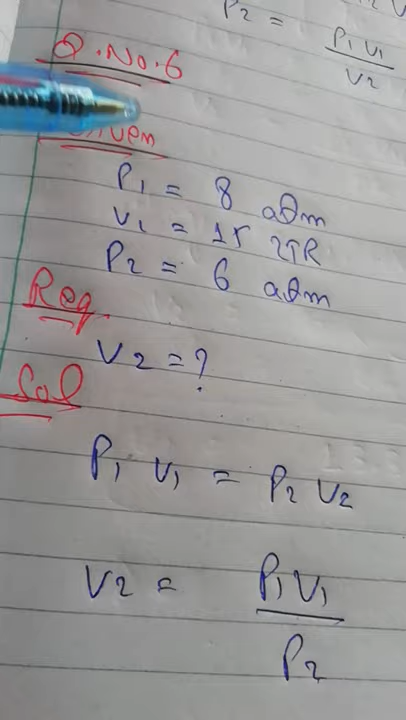 P2 = P1 V1
V2
Q.No.6
P1 = 8 atm
V1 = 15 LTR
P2 = 6 atm
Req.
V2 = ?
Sol
P1 V1 = P2 V2
V2 = P1 V1
P2